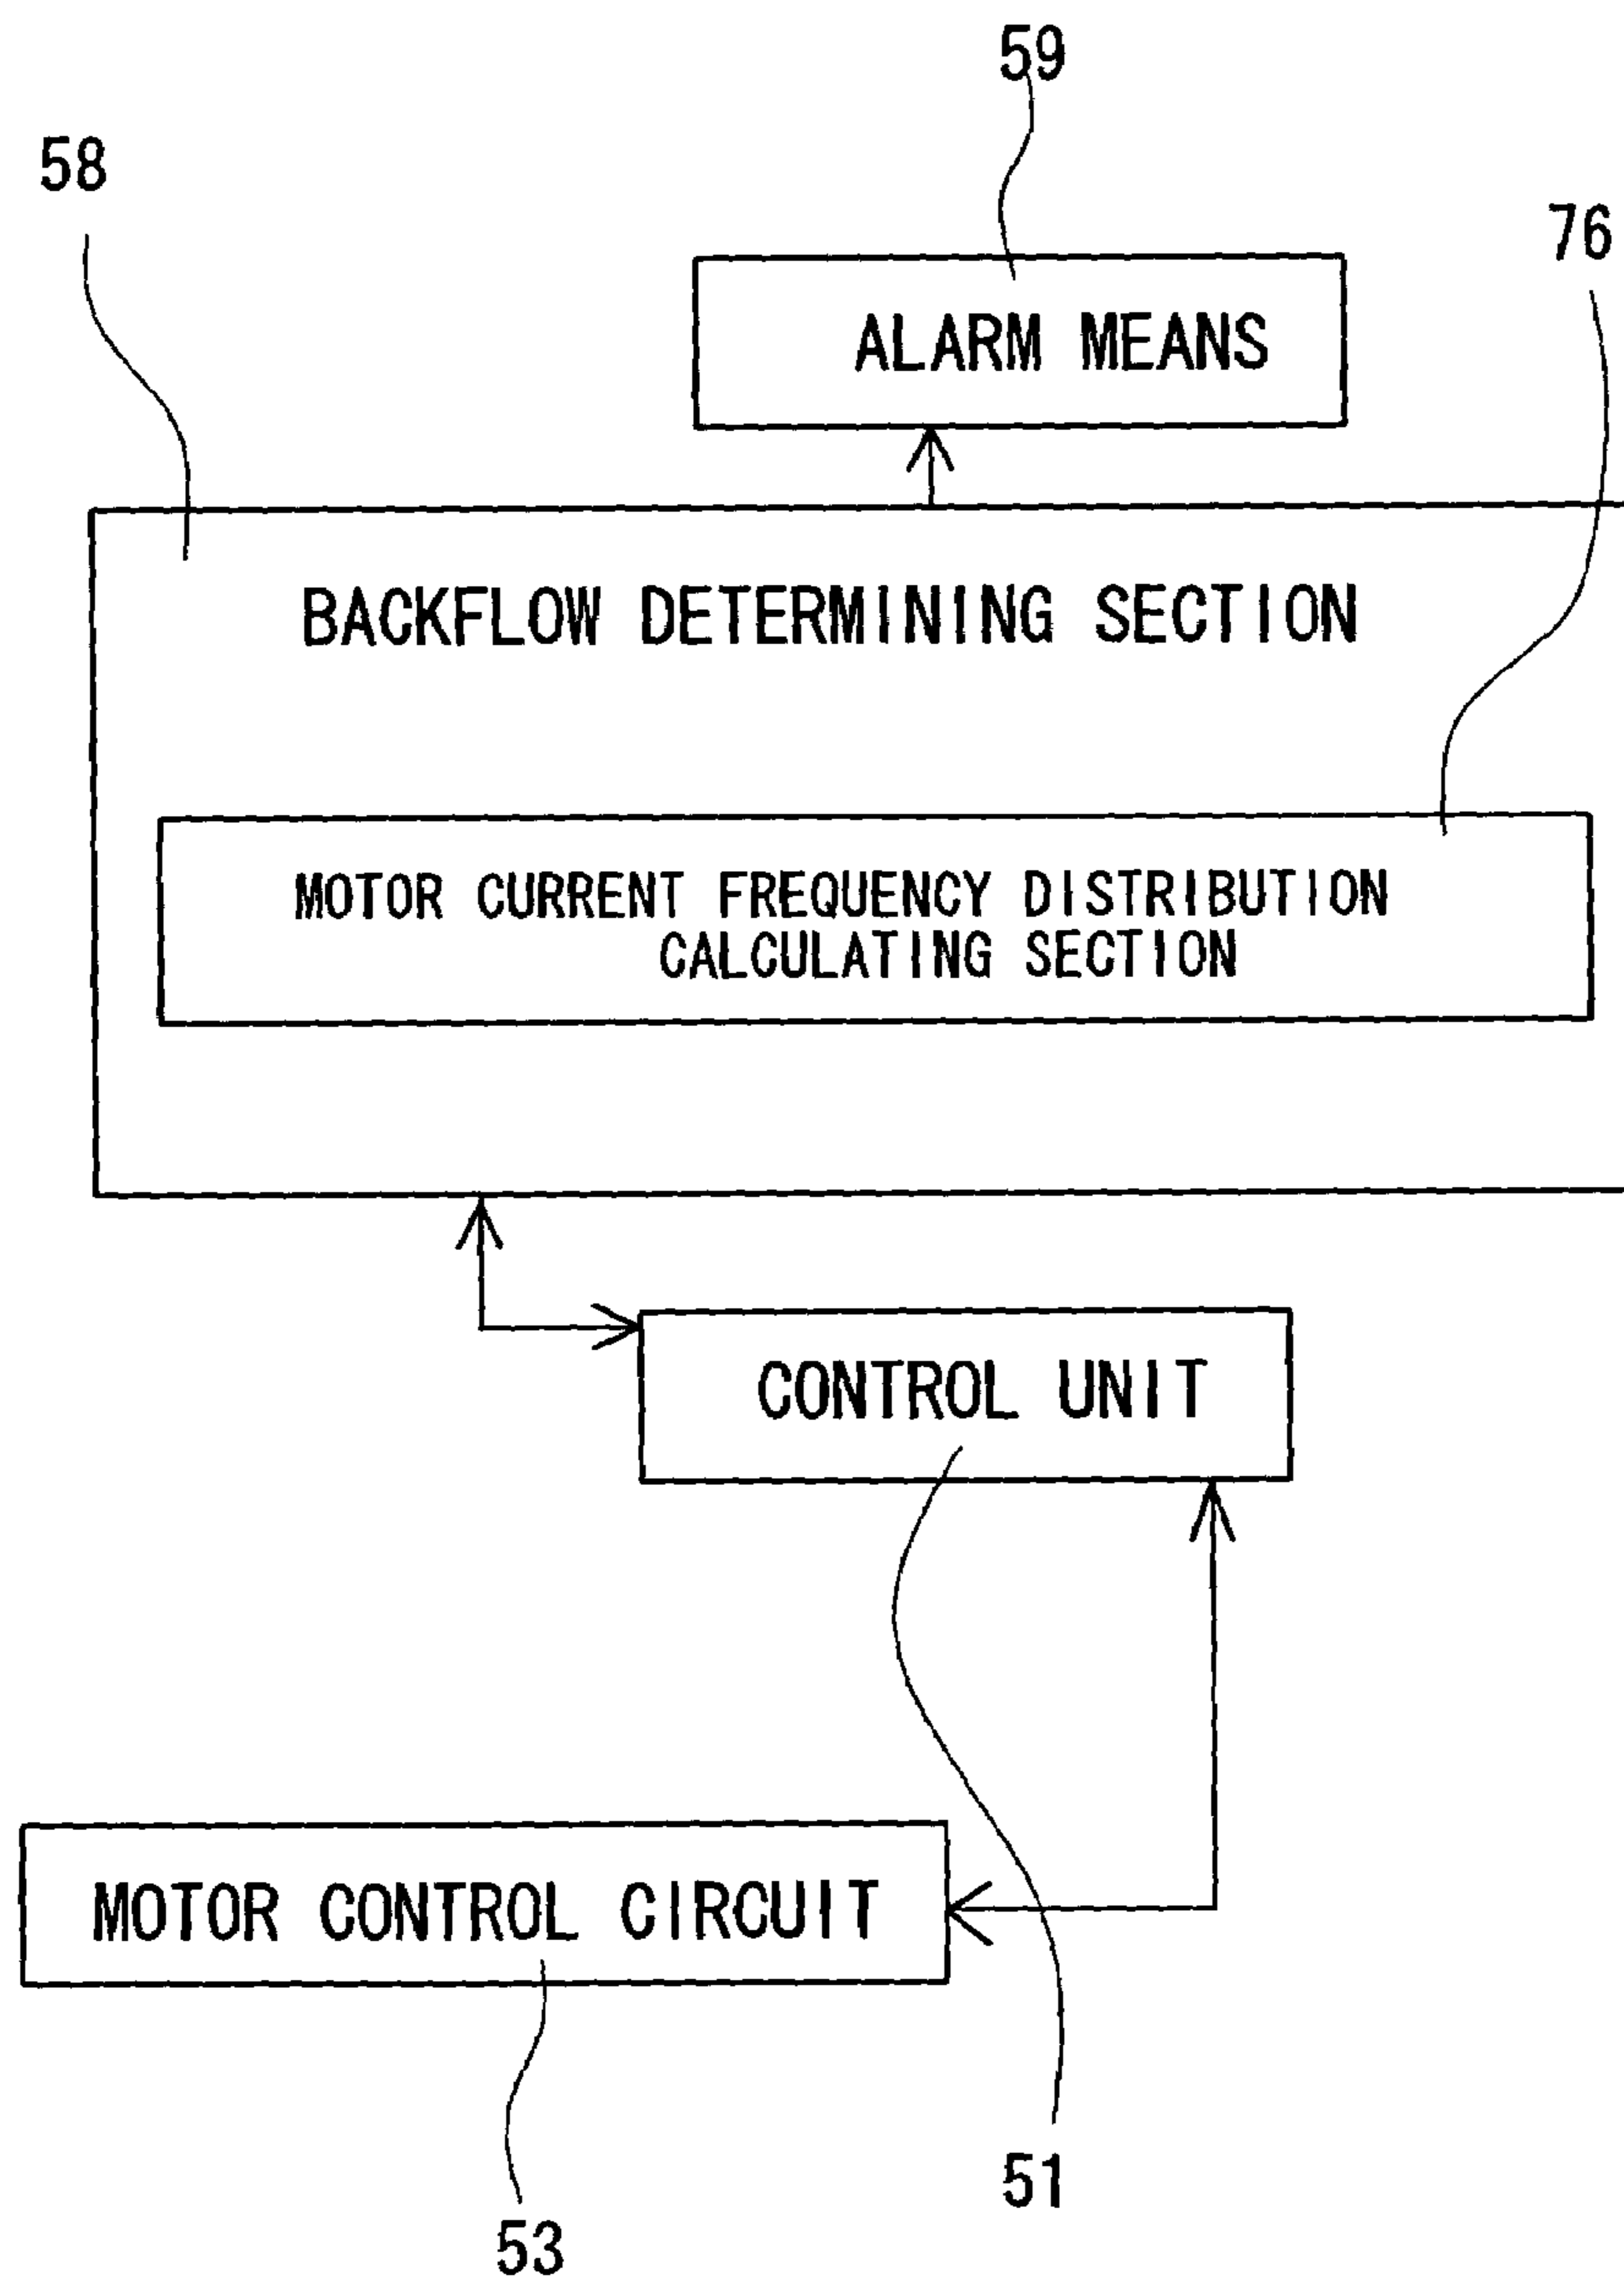 59
58
76
ALARM MEANS
BACKFLOW DETERMINING SECTION
MOTOR CURRENT FREQUENCY DISTRIBUTION
CALCULATING SECTION
CONTROL UNIT
MOTOR CONTROL CIRCUIT
51
53